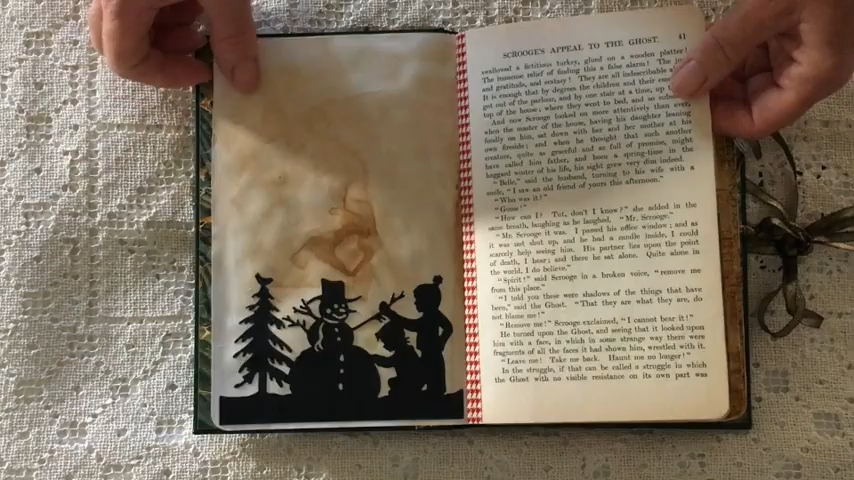 SCROOGE'S APPEAL TO THE GHOST. 41
swallowed a fictitious turkey, glued on a wooden platter!
The immense relief of finding this a false alarm! The
and gratitude, and ecstasy! They are all indescribable
It is enough that by degrees the children and their
got out of the parlour, and by one stair at a time, up
top of the house; where they went to bed, and so
And now Scrooge looked on more attentively than ever,
when the master of the house, having his daughter leaning
fondly on him, sat down with her and her mother at his
own fireside; and when he thought that such another
creature, quite as graceful and as full of promise, might
have called him father, and been a spring-time in the
haggard winter of his life, his sight grew very dim indeed.
"Belle," said the husband, turning to his wife with a
smile, "I saw an old friend of yours this afternoon."
"Who was it?"
"Guess!"
"How can I? Tut, don't I know?" she added in the
same breath, laughing as he laughed. "Mr. Scrooge."
"Mr. Scrooge it was. I passed his office window; and as
it was not shut up, and he had a candle inside, I could
scarcely help seeing him. His partner lies upon the point
of death, I hear; and there he sat alone. Quite alone in
the world, I do believe."
"Spirit!" said Scrooge in a broken voice, "remove me
from this place."
"I told you these were shadows of the things that have
been," said the Ghost. "That they are what they are, do
not blame me!"
"Remove me!" Scrooge exclaimed, "I cannot bear it!"
He turned upon the Ghost, and seeing that it looked upon
him with a face, in which in some strange way there were
fragments of all the faces it had shown him, wrestled with it.
"Leave me! Take me back. Haunt me no longer!"
In the struggle, if that can be called a struggle in which
the Ghost with no visible resistance on its own part was